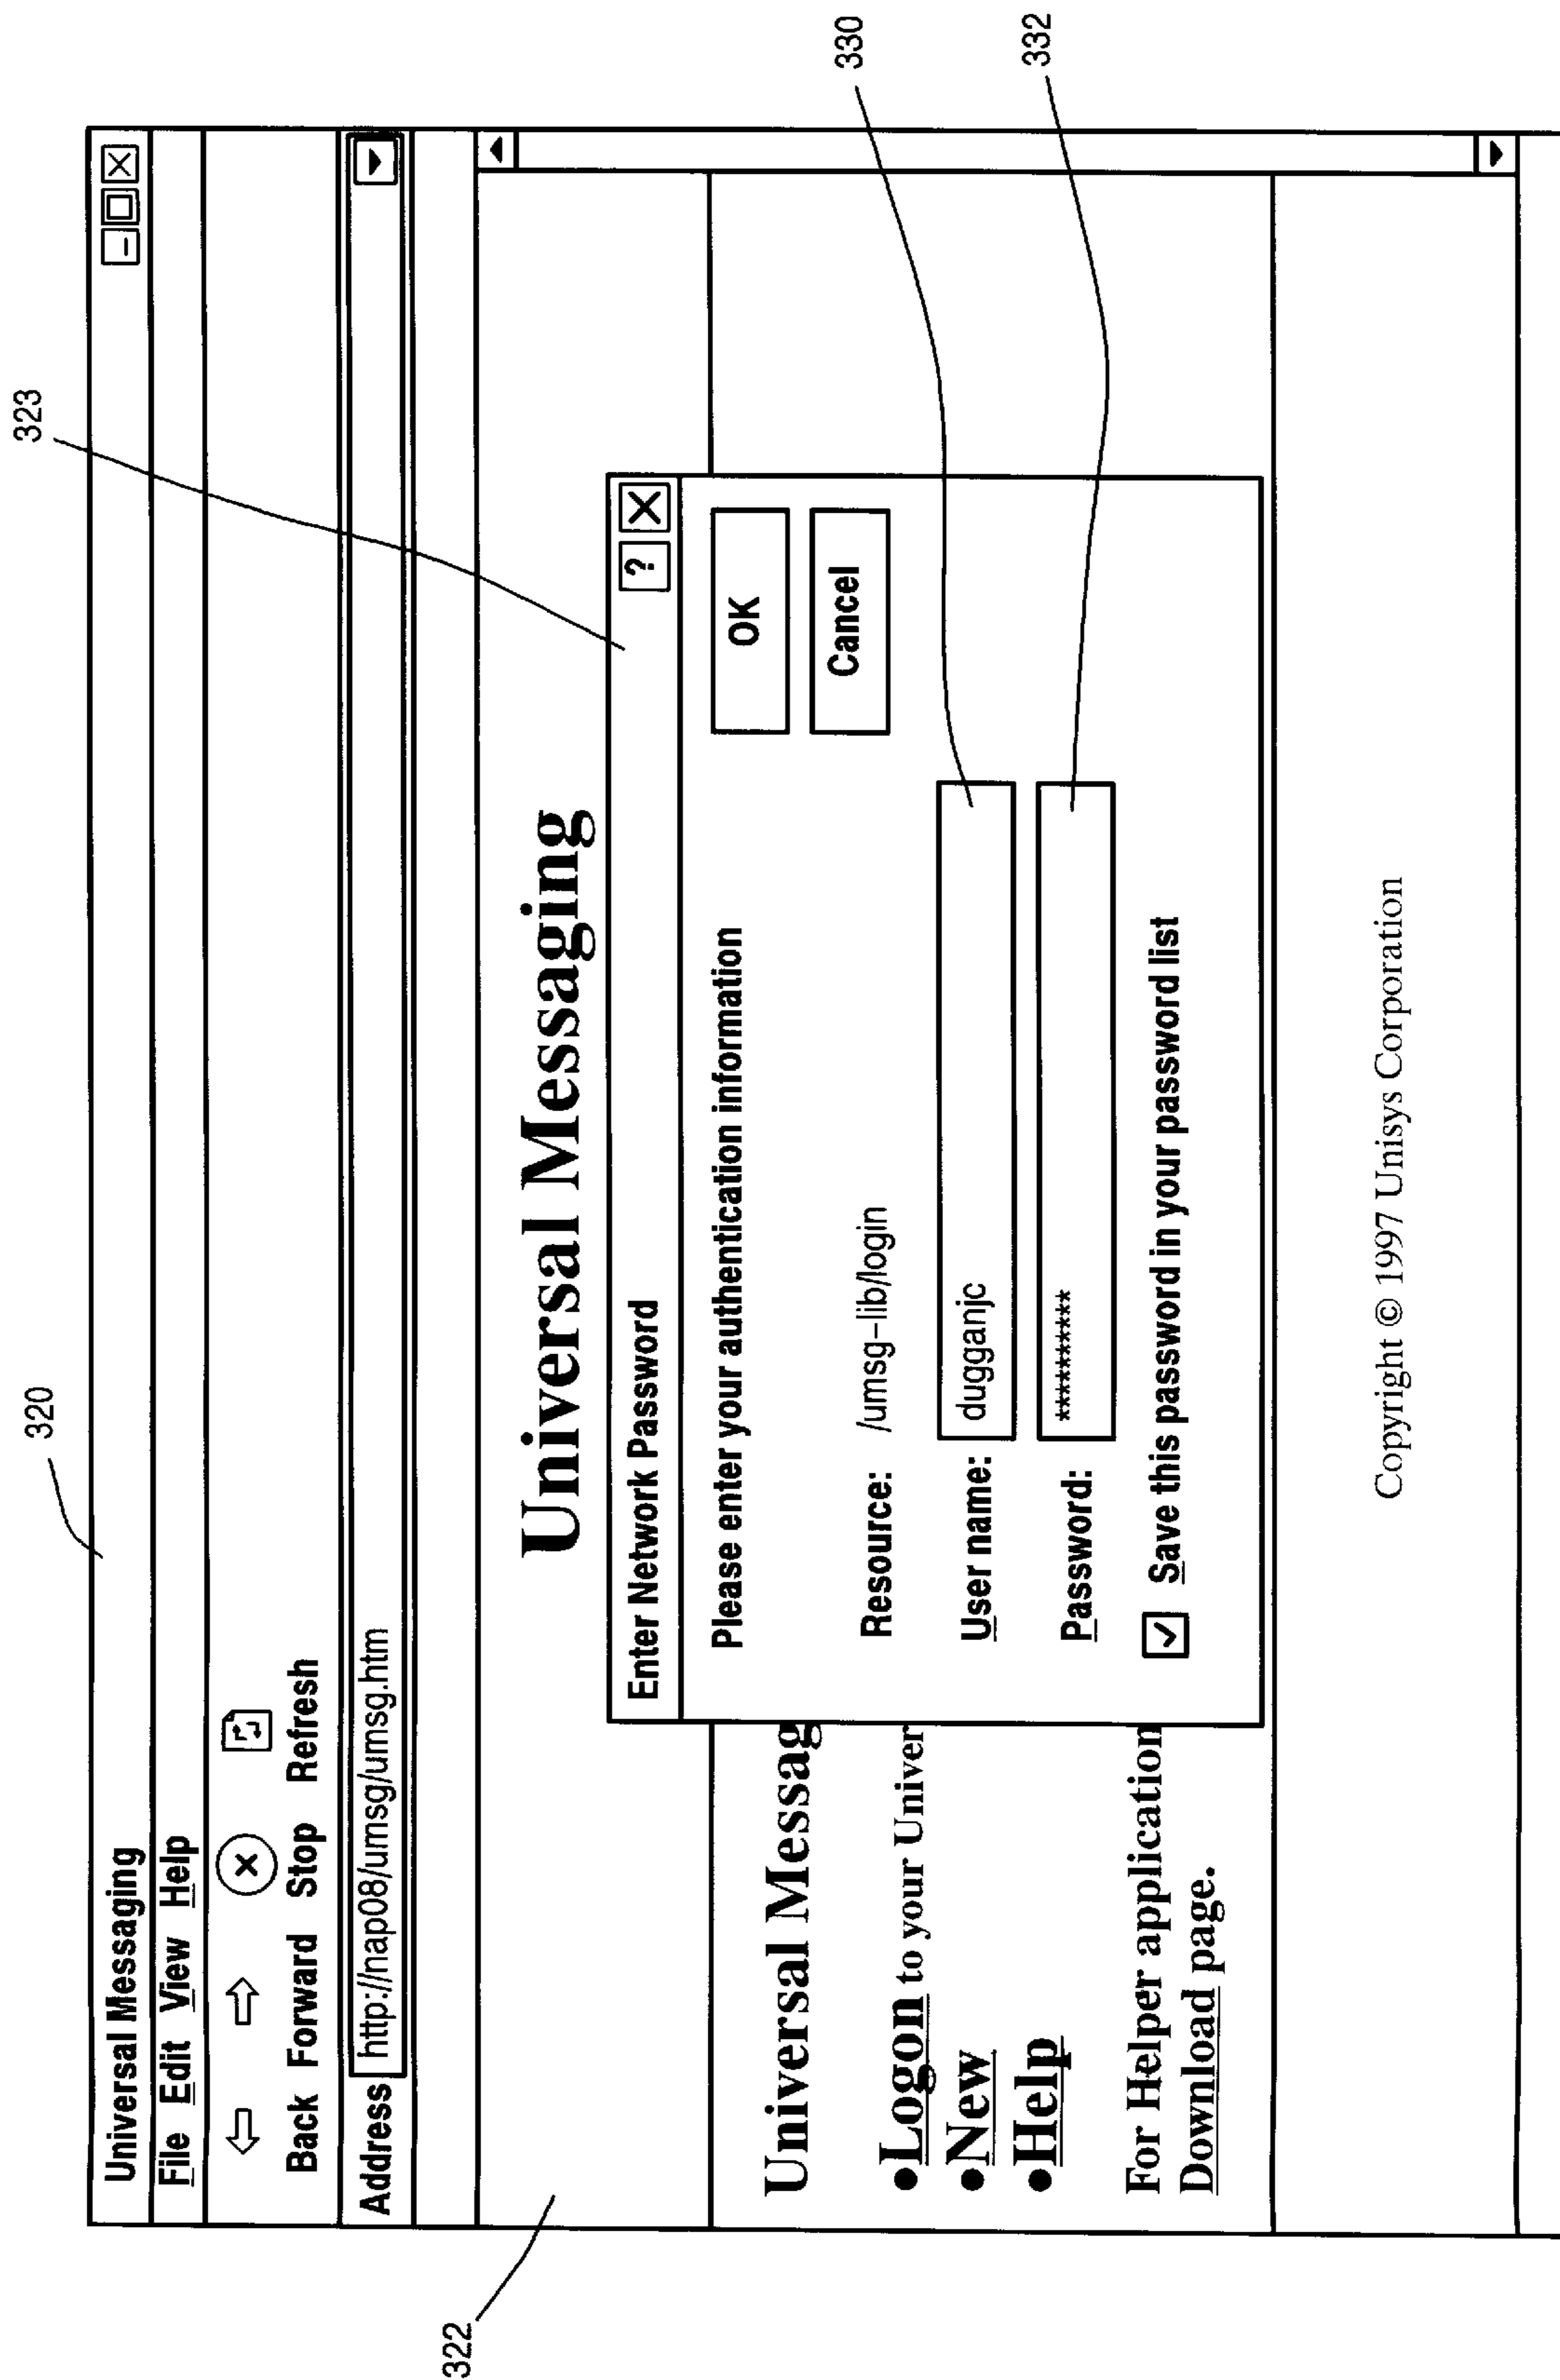 320
323
Universal Messaging
File Edit View Help
Back Forward Stop Refresh
Address http://nap08/umsg/umsg.htm
322
Universal Messaging
Enter Network Password
?
Please enter your authentication information
OK
Cancel
Resource: /umsg-lib/login
User name: dugganjc
330
Password: **********
332
Save this password in your password list
Universal Messag
•Logon to your Univer
•New
•Help
For Helper application
Download page.
Copyright © 1997 Unisys Corporation